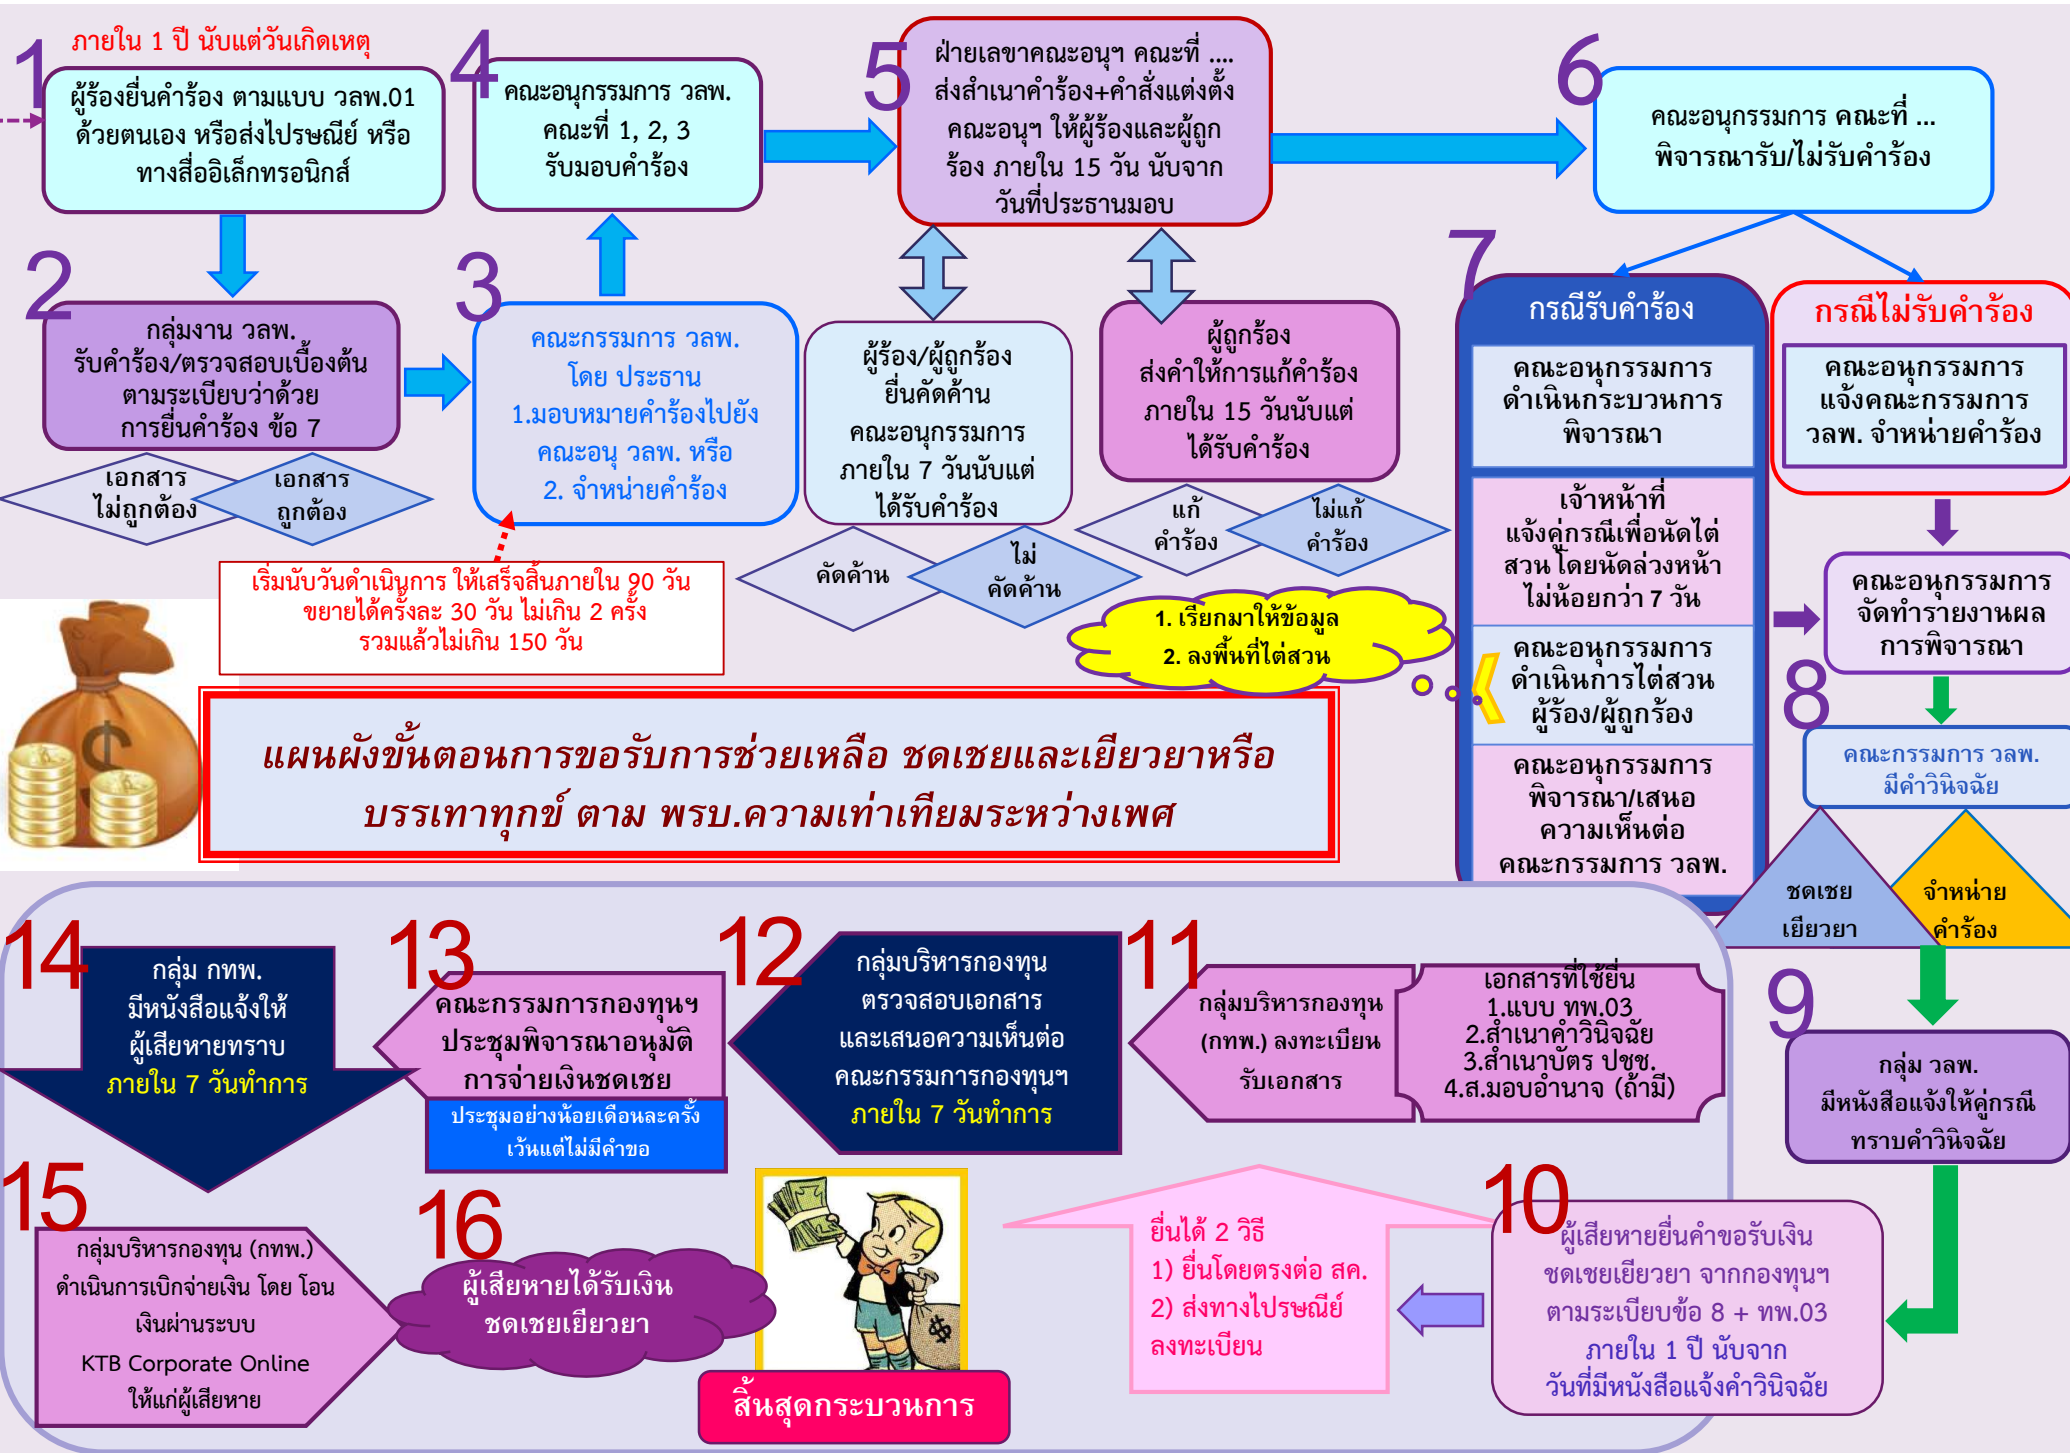 1
ภายใน 1 ปี นับแต่วันเกิดเหตุ
ผู้ร้องยื่นคำร้อง ตามแบบ วลพ.01
ด้วยตนเอง หรือส่งไปรษณีย์ หรือ
ทางสื่ออิเล็กทรอนิกส์
2
กลุ่มงาน วลพ.
รับคำร้อง/ตรวจสอบเบื้องต้น
ตามระเบียบว่าด้วย
การยื่นคำร้อง ข้อ 7
เอกสาร
ไม่ถูกต้อง
เอกสาร
ถูกต้อง
3
คณะกรรมการ วลพ.
โดย ประธาน
1.มอบหมายคำร้องไปยัง
คณะอนุ วลพ. หรือ
2. จำหน่ายคำร้อง
เริ่มนับวันดำเนินการ ให้เสร็จสิ้นภายใน 90 วัน
ขยายได้ครั้งละ 30 วัน ไม่เกิน 2 ครั้ง
รวมแล้วไม่เกิน 150 วัน
4
คณะอนุกรรมการ วลพ.
คณะที่ 1, 2, 3
รับมอบคำร้อง
5
ฝ่ายเลขาคณะอนุฯ คณะที่ ....
ส่งสำเนาคำร้อง+คำสั่งแต่งตั้ง
คณะอนุฯ ให้ผู้ร้องและผู้ถูก
ร้อง ภายใน 15 วัน นับจาก
วันที่ประธานมอบ
ผู้ร้อง/ผู้ถูกร้อง
ยื่นคัดค้าน
คณะอนุกรรมการ
ภายใน 7 วันนับแต่
ได้รับคำร้อง
คัดค้าน
ไม่
คัดค้าน
ผู้ถูกร้อง
ส่งคำให้การแก้คำร้อง
ภายใน 15 วันนับแต่
ได้รับคำร้อง
แก้
คำร้อง
ไม่แก้
คำร้อง
6
คณะอนุกรรมการ คณะที่ ...
พิจารณารับ/ไม่รับคำร้อง
7
กรณีรับคำร้อง
คณะอนุกรรมการ
ดำเนินกระบวนการ
พิจารณา
เจ้าหน้าที่
แจ้งคู่กรณีเพื่อนัดไต่
สวน โดยนัดล่วงหน้า
ไม่น้อยกว่า 7 วัน
คณะอนุกรรมการ
ดำเนินการไต่สวน
ผู้ร้อง/ผู้ถูกร้อง
1. เรียกมาให้ข้อมูล
2. ลงพื้นที่ไต่สวน
คณะอนุกรรมการ
พิจารณา/เสนอ
ความเห็นต่อ
คณะกรรมการ วลพ.
กรณีไม่รับคำร้อง
คณะอนุกรรมการ
แจ้งคณะกรรมการ
วลพ. จำหน่ายคำร้อง
คณะอนุกรรมการ
จัดทำรายงานผล
การพิจารณา
8
คณะกรรมการ วลพ.
มีคำวินิจฉัย
ชดเชย
เยียวยา
จำหน่าย
คำร้อง
แผนผังขั้นตอนการขอรับการช่วยเหลือ ชดเชยและเยียวยาหรือ
บรรเทาทุกข์ ตาม พรบ.ความเท่าเทียมระหว่างเพศ
9
กลุ่ม วลพ.
มีหนังสือแจ้งให้คู่กรณี
ทราบคำวินิจฉัย
10
ผู้เสียหายยื่นคำขอรับเงิน
ชดเชยเยียวยา จากกองทุนฯ
ตามระเบียบข้อ 8 + ทพ.03
ภายใน 1 ปี นับจาก
วันที่มีหนังสือแจ้งคำวินิจฉัย
ยื่นได้ 2 วิธี
1) ยื่นโดยตรงต่อ สค.
2) ส่งทางไปรษณีย์
ลงทะเบียน
11
กลุ่มบริหารกองทุน
(กทพ.) ลงทะเบียน
รับเอกสาร
เอกสารที่ใช้ยื่น
1.แบบ ทพ.03
2.สำเนาคำวินิจฉัย
3.สำเนาบัตร ปชช.
4.ส.มอบอำนาจ (ถ้ามี)
12
กลุ่มบริหารกองทุน
ตรวจสอบเอกสาร
และเสนอความเห็นต่อ
คณะกรรมการกองทุนฯ
ภายใน 7 วันทำการ
13
คณะกรรมการกองทุนฯ
ประชุมพิจารณาอนุมัติ
การจ่ายเงินชดเชย
ประชุมอย่างน้อยเดือนละครั้ง
เว้นแต่ไม่มีคำขอ
14
กลุ่ม กทพ.
มีหนังสือแจ้งให้
ผู้เสียหายทราบ
ภายใน 7 วันทำการ
15
กลุ่มบริหารกองทุน (กทพ.)
ดำเนินการเบิกจ่ายเงิน โดย โอน
เงินผ่านระบบ
KTB Corporate Online
ให้แก่ผู้เสียหาย
16
ผู้เสียหายได้รับเงิน
ชดเชยเยียวยา
สิ้นสุดกระบวนการ